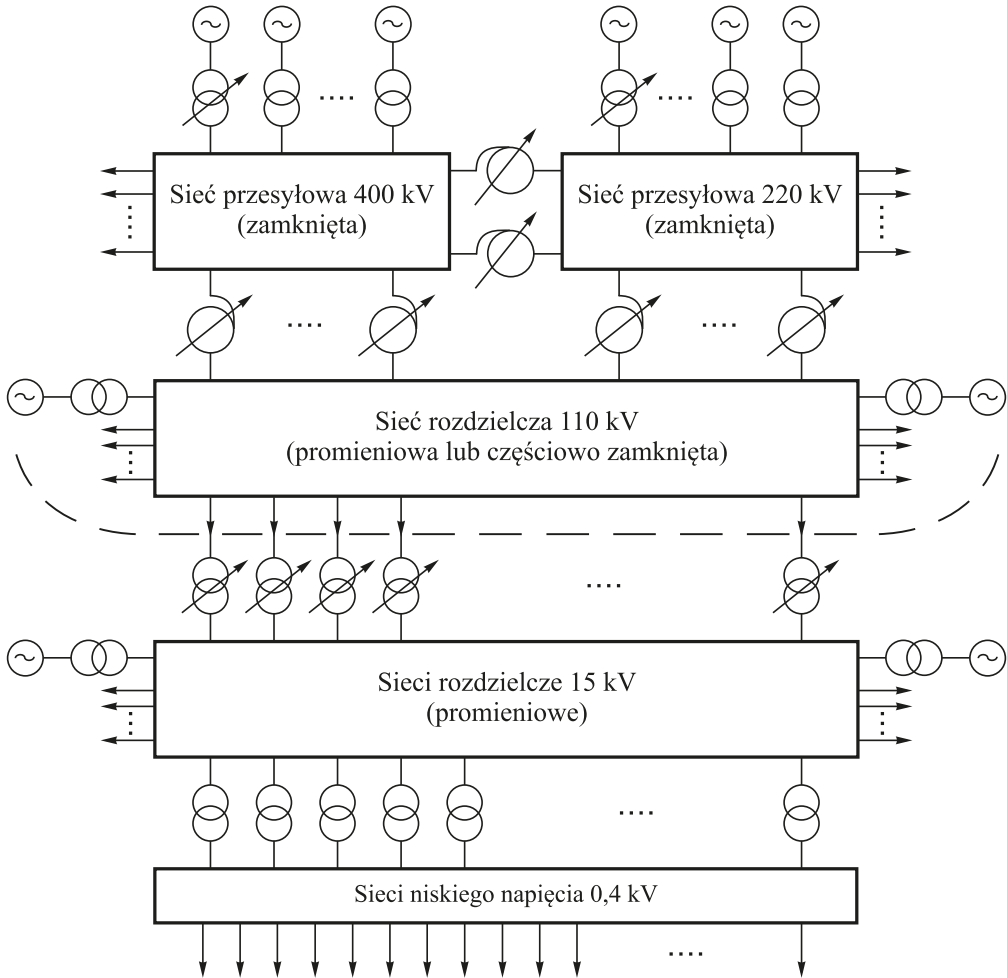 Sieć przesyłowa 400 kV
(zamknięta)
Sieć przesyłowa 220 kV
(zamknięta)
Sieć rozdzielcza 110 kV
(promieniowa lub częściowo zamknięta)
Sieci rozdzielcze 15 kV
(promieniowe)
Sieci niskiego napięcia 0,4 kV